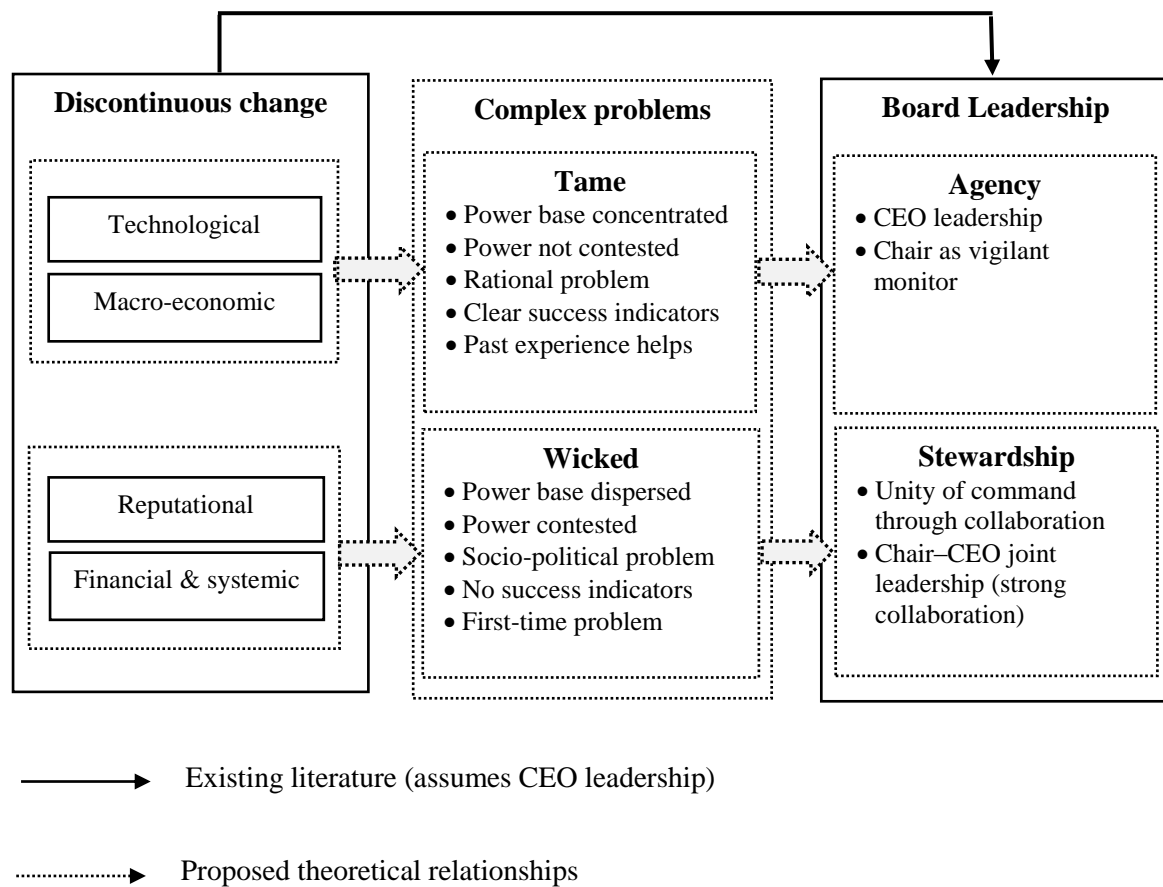 Discontinuous change
Technological
Macro-economic
Reputational
Financial & systemic
Complex problems
Tame
• Power base concentrated
• Power not contested
• Rational problem
• Clear success indicators
• Past experience helps
Wicked
• Power base dispersed
• Power contested
• Socio-political problem
• No success indicators
• First-time problem
Board Leadership
Agency
• CEO leadership
• Chair as vigilant
monitor
Stewardship
• Unity of command
through collaboration
• Chair–CEO joint
leadership (strong
collaboration)
Existing literature (assumes CEO leadership)
Proposed theoretical relationships